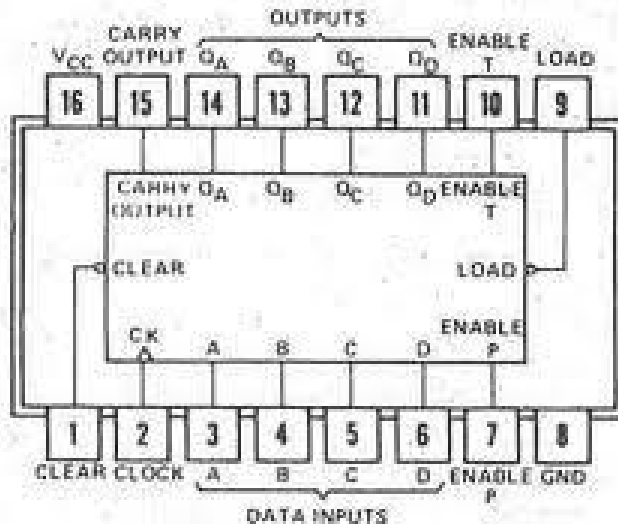 OUTPUTS
VCC CARRY OUTPUT QA QB QC QD ENABLE T LOAD
16 15 14 13 12 11 10 9
CARRY OUTPUT QA QB QC QD ENABLE T
CLEAR LOAD
CK A B C D ENABLE P
1 2 3 4 5 6 7 8
CLEAR CLOCK A B C D ENABLE P GND
DATA INPUTS